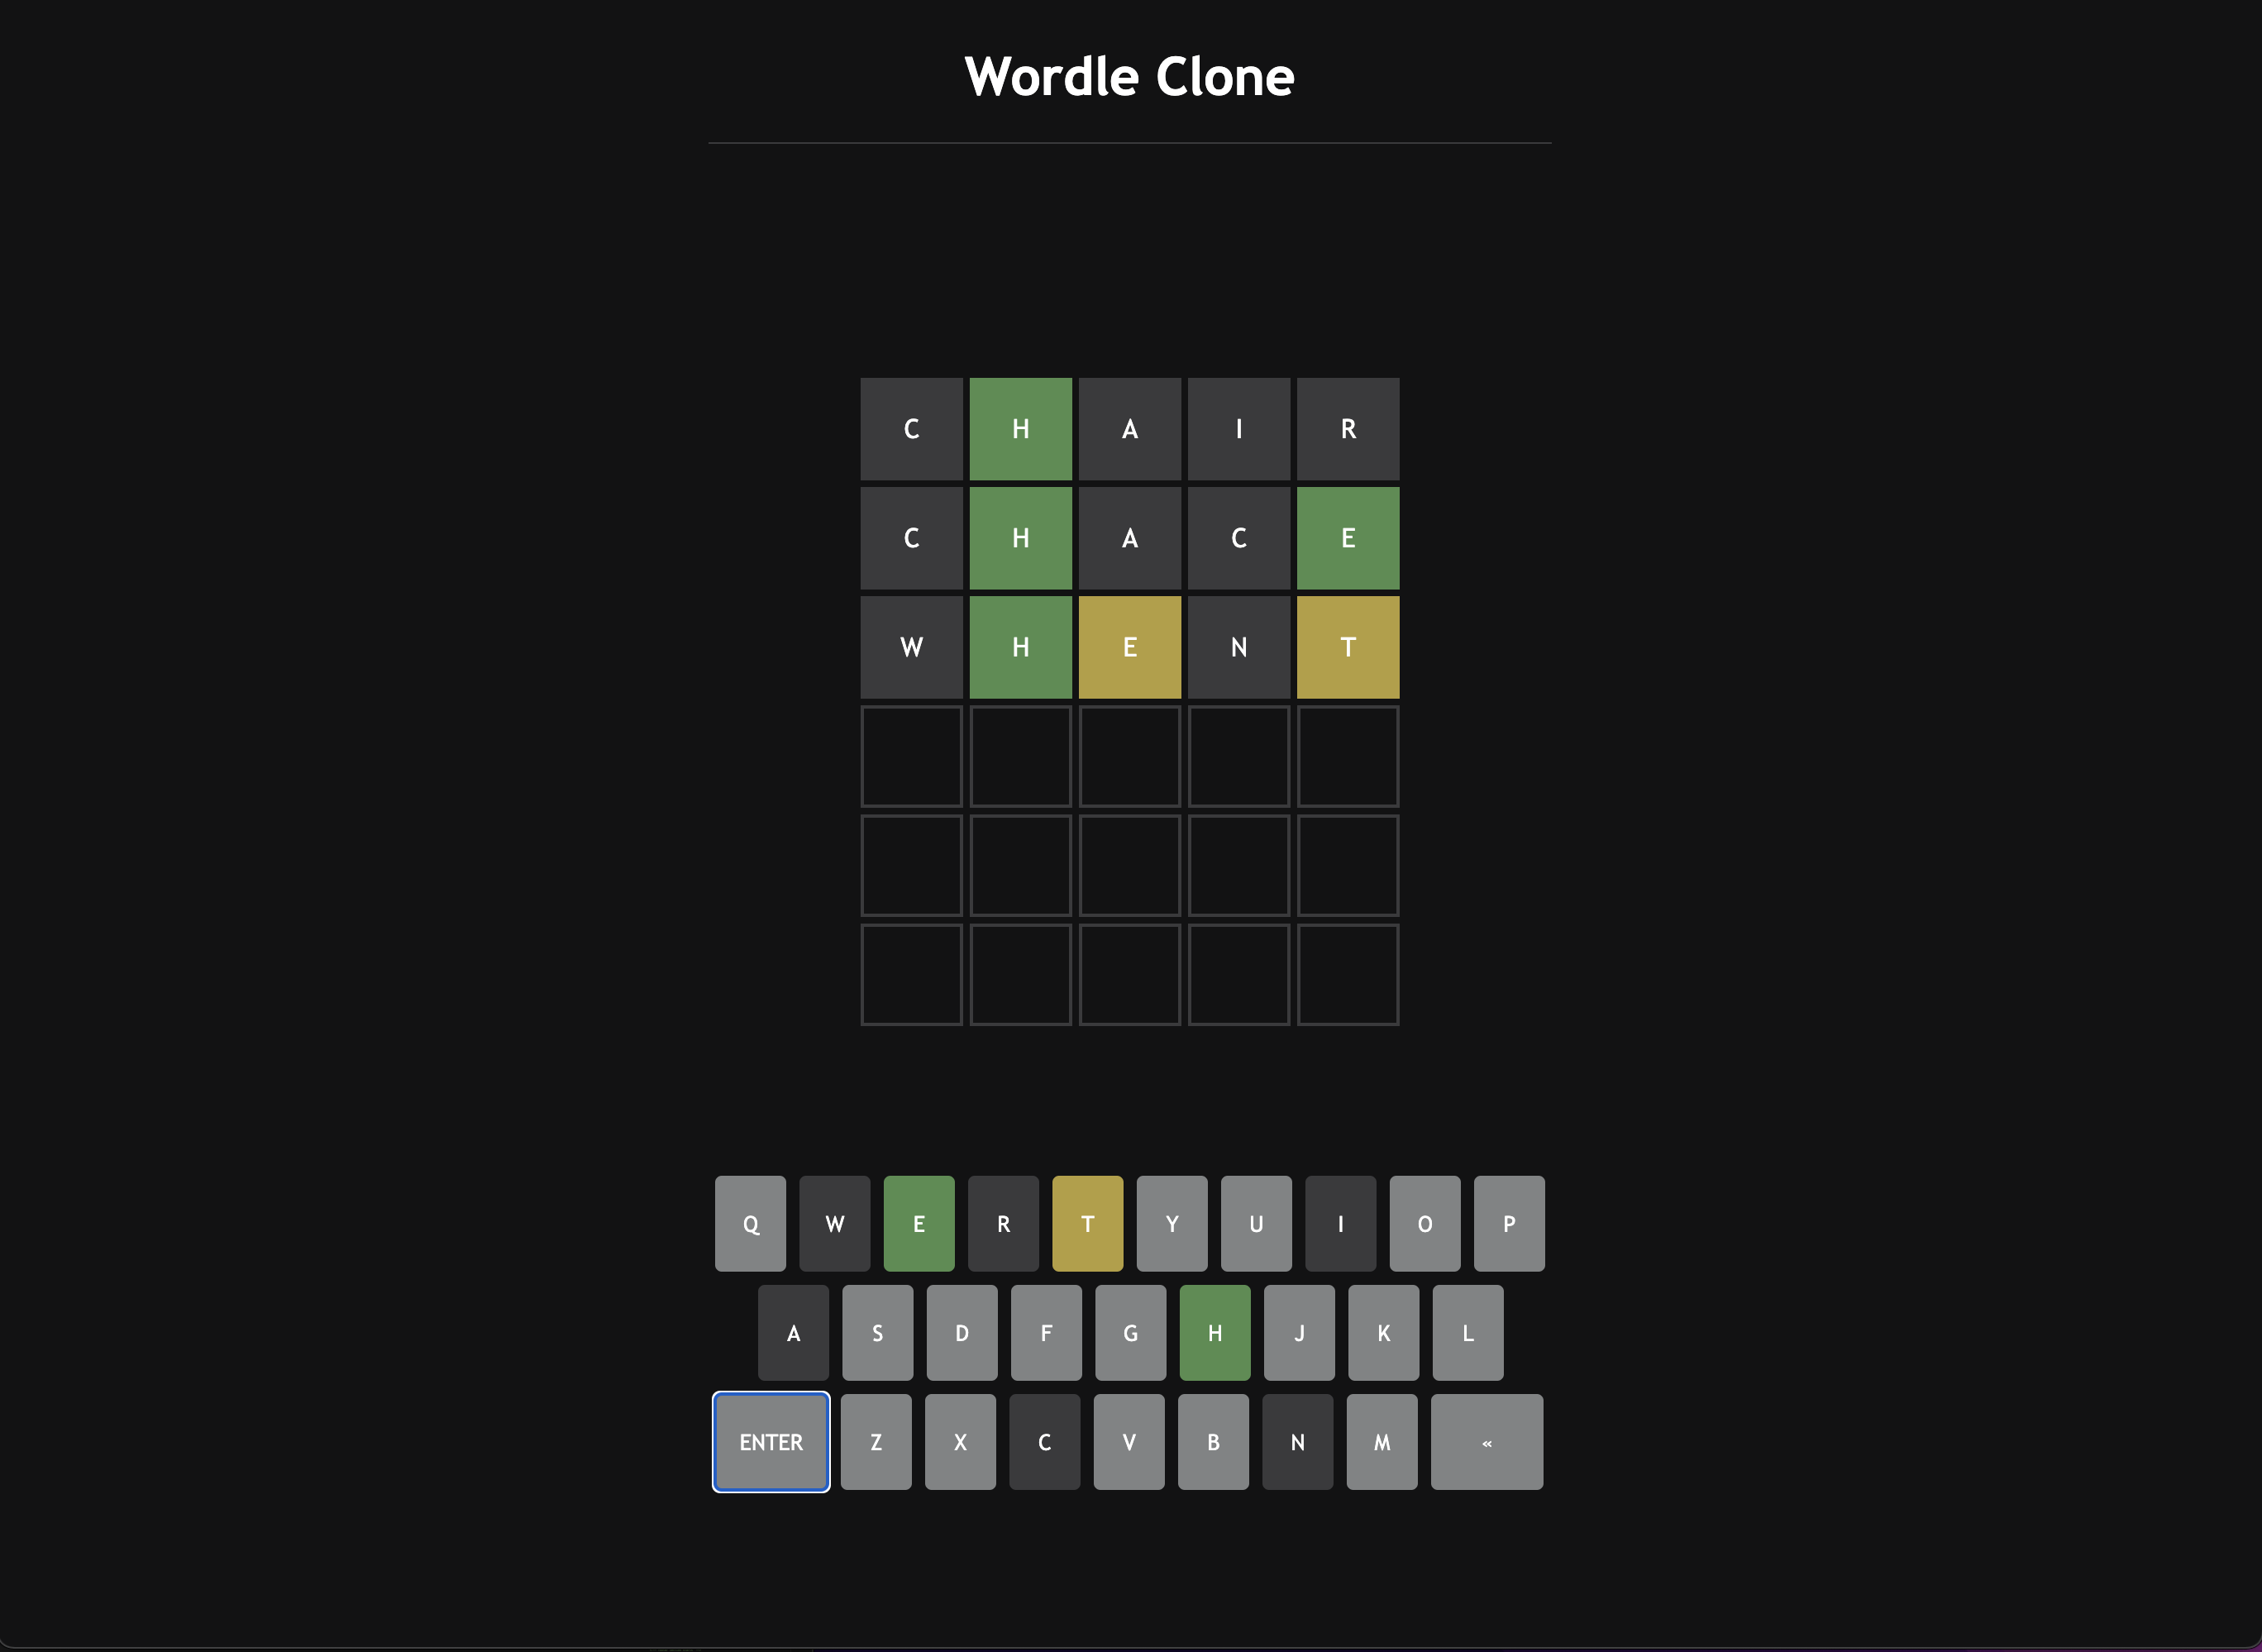 Wordle Clone
C H A I R
C H A C E
W H E N T
Q W E R T Y U I O P
A S D F G H J K L
ENTER Z X C V B N M «